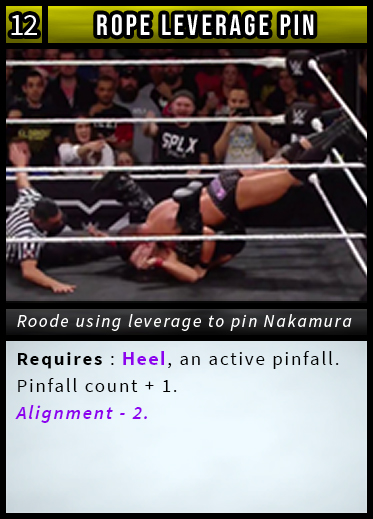 12 ROPE LEVERAGE PIN
SPLX
Roode using leverage to pin Nakamura
Requires : Heel, an active pinfall.
Pinfall count + 1.
Alignment - 2.